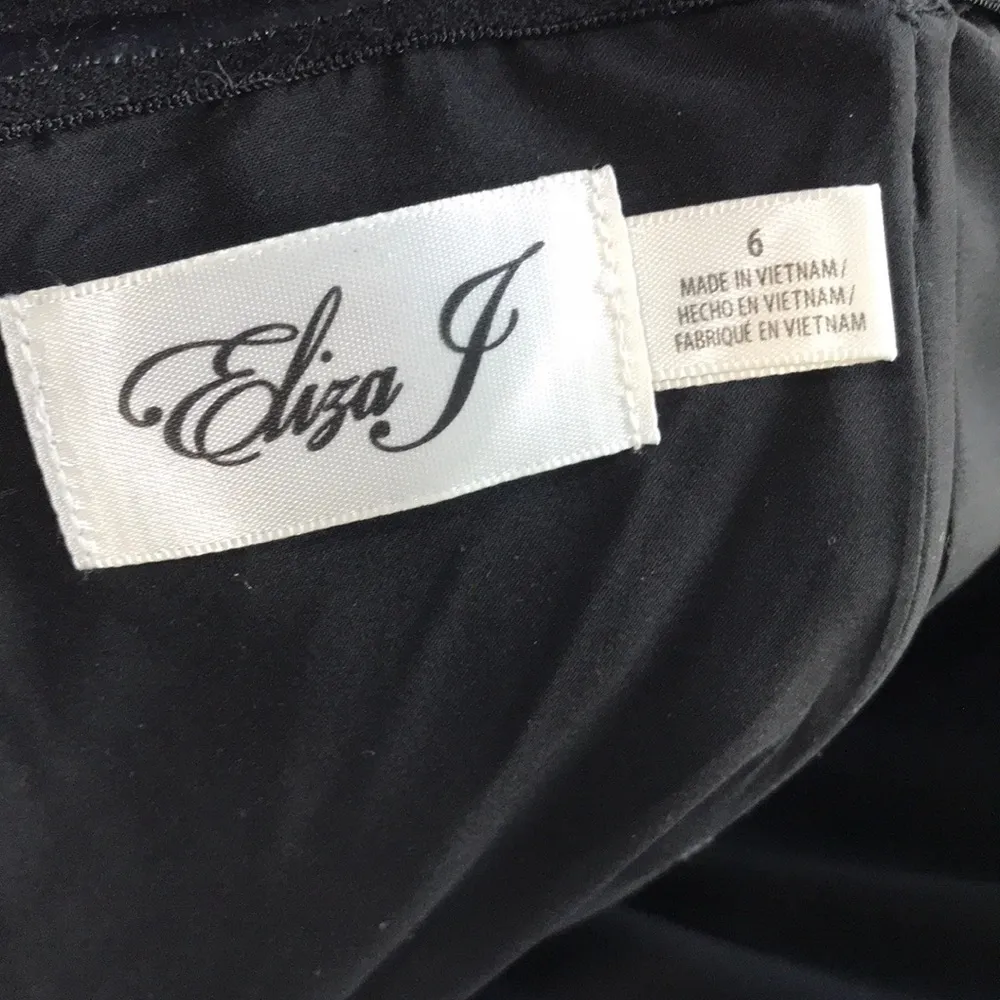 Eliza J
6
MADE IN VIETNAM/
HECHO EN VIETNAM/
FABRIQUÉ EN VIETNAM